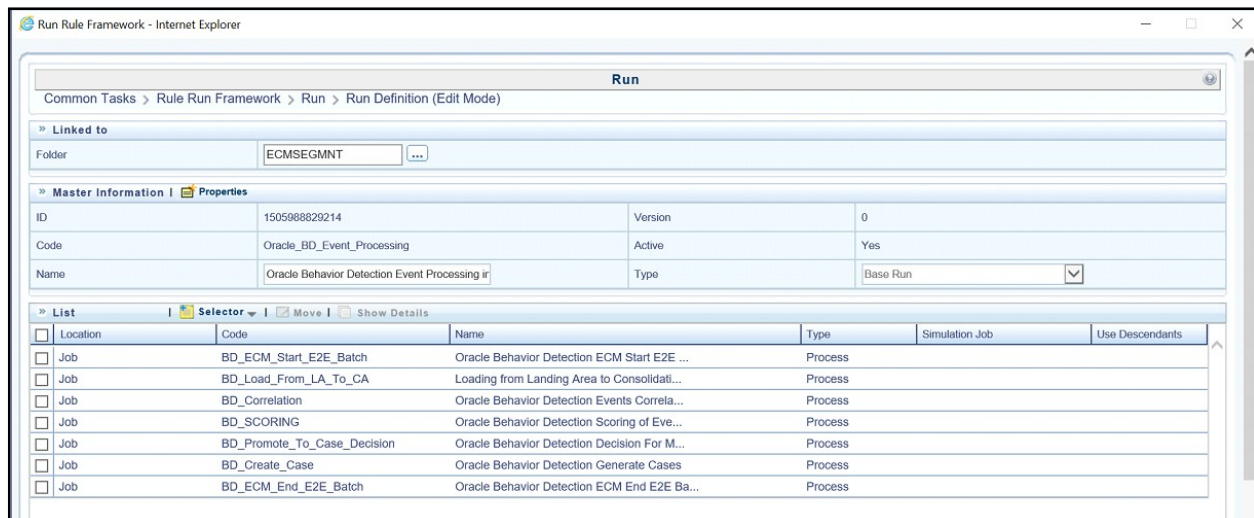 Run Rule Framework - Internet Explorer
Run
Common Tasks > Rule Run Framework > Run > Run Definition (Edit Mode)
» Linked to
Folder ECMSEGMNT ...
» Master Information | Properties
ID 1505988829214 Version 0
Code Oracle_BD_Event_Processing Active Yes
Name Oracle Behavior Detection Event Processing ir Type Base Run
» List | Selector | Move | Show Details
Location Code Name Type Simulation Job Use Descendants
Job BD_ECM_Start_E2E_Batch Oracle Behavior Detection ECM Start E2E ... Process
Job BD_Load_From_LA_To_CA Loading from Landing Area to Consolidati... Process
Job BD_Correlation Oracle Behavior Detection Events Correla... Process
Job BD_SCORING Oracle Behavior Detection Scoring of Eve... Process
Job BD_Promote_To_Case_Decision Oracle Behavior Detection Decision For M... Process
Job BD_Create_Case Oracle Behavior Detection Generate Cases Process
Job BD_ECM_End_E2E_Batch Oracle Behavior Detection ECM End E2E Ba... Process